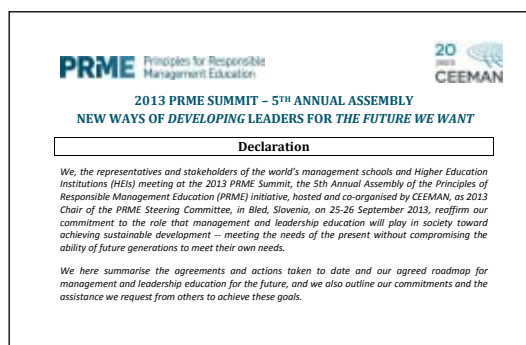 PRME Principles for Responsible
Management Education
20
years
CEEMAN
2013 PRME SUMMIT – 5TH ANNUAL ASSEMBLY
NEW WAYS OF DEVELOPING LEADERS FOR THE FUTURE WE WANT
Declaration
We, the representatives and stakeholders of the world's management schools and Higher Education
Institutions (HEIs) meeting at the 2013 PRME Summit, the 5th Annual Assembly of the Principles of
Responsible Management Education (PRME) initiative, hosted and co-organised by CEEMAN, as 2013
Chair of the PRME Steering Committee, in Bled, Slovenia, on 25-26 September 2013, reaffirm our
commitment to the role that management and leadership education will play in society toward
achieving sustainable development -- meeting the needs of the present without compromising the
ability of future generations to meet their own needs.
We here summarise the agreements and actions taken to date and our agreed roadmap for
management and leadership education for the future, and we also outline our commitments and the
assistance we request from others to achieve these goals.